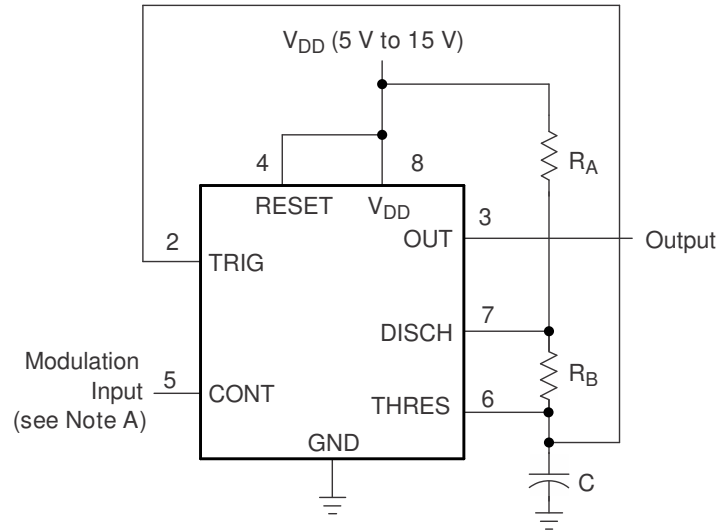 V_DD (5 V to 15 V)
4
8
R_A
RESET
V_DD
3
2
OUT
Output
TRIG
7
DISCH
Modulation
Input
(see Note A)
5
CONT
R_B
6
THRES
GND
C